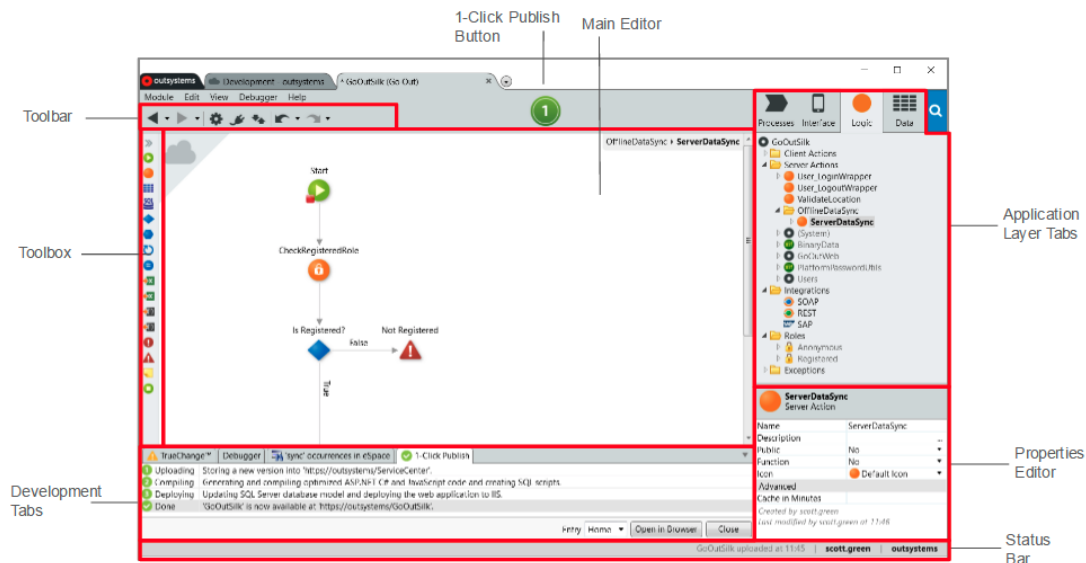 1-Click Publish
Button
Main Editor
outsystems
Development outsystems
GoOutSilk (Go Out)
Module Edit View Debugger Help
Toolbar
1
Processes Interface Logic Data
OfflineDataSync ServerDataSync
GoOutSilk
Client Actions
Server Actions
User_LoginWrapper
User_LogoutWrapper
ValidateLocation
OfflineDataSync
ServerDataSync
(System)
BinaryData
GoOutWeb
PlatformPasswordUtils
Users
Integrations
SOAP
REST
SAP
Roles
Anonymous
Registered
Exceptions
Application
Layer Tabs
Toolbox
Start
CheckRegisteredRole
Is Registered? Not Registered
False
True
ServerDataSync
Server Action
Name ServerDataSync
Description ...
Public No
Function No
Icon Default Icon
Advanced
Cache in Minutes
Created by scott.green
Last modified by scott.green at 11:46
Properties
Editor
TrueChange™ Debugger 'sync' occurrences in eSpace 1-Click Publish
1 Uploading Storing a new version into 'https://outsystems/ServiceCenter'.
2 Compiling Generating and compiling optimized ASP.NET C# and JavaScript code and creating SQL scripts.
3 Deploying Updating SQL Server database model and deploying the web application to IIS.
Done 'GoOutSilk' is now available at 'https://outsystems/GoOutSilk'.
Development
Tabs
Entry Home Open in Browser Close
GoOutSilk uploaded at 11:45 | scott.green | outsystems
Status
Bar